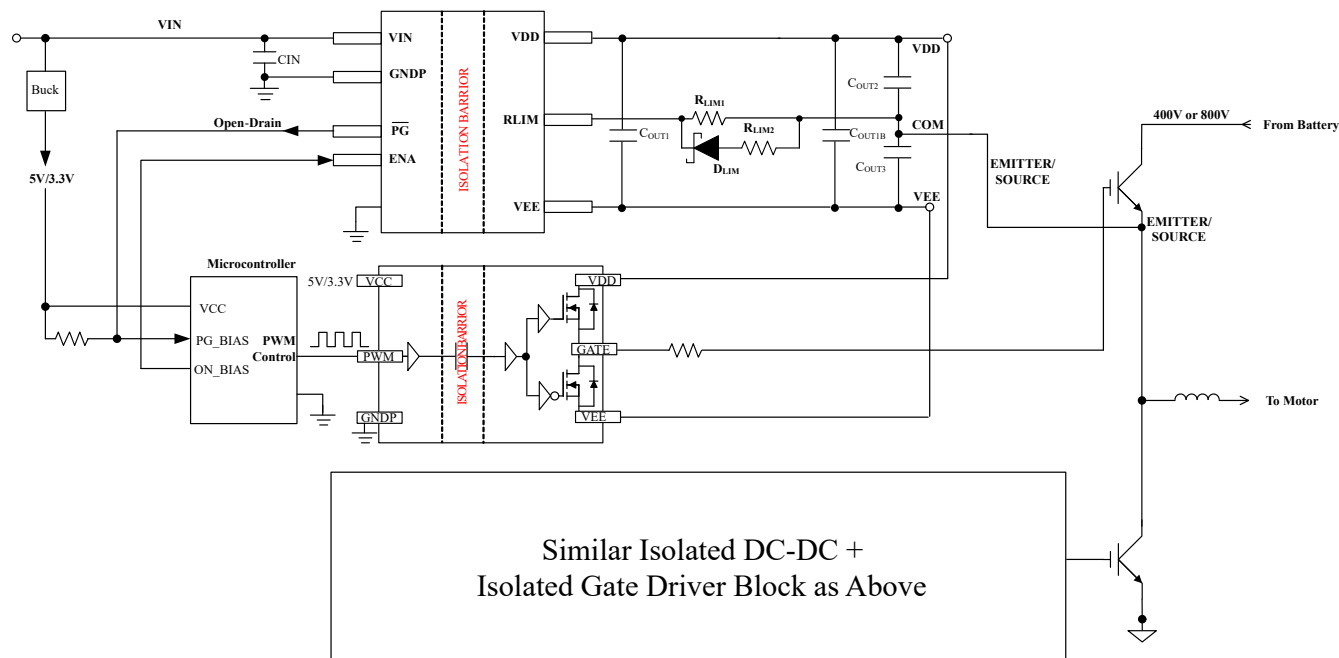 VIN
VIN
GNDP
PG
ENA
CIN
Buck
Open-Drain
5V/3.3V
ISOLATION BARRIER
VDD
RLIM
VEE
COUT1
RLIM1
RLIM2
DLIM
COUT1B
COUT2
COUT3
VDD
COM
VEE
EMITTER/
SOURCE
400V or 800V
From Battery
EMITTER/
SOURCE
Microcontroller
VCC
PG_BIAS
ON_BIAS
PWM
Control
5V/3.3V
VCC
PWM
GNDP
ISOLATION BARRIER
VDD
GATE
VEE
To Motor
Similar Isolated DC-DC +
Isolated Gate Driver Block as Above